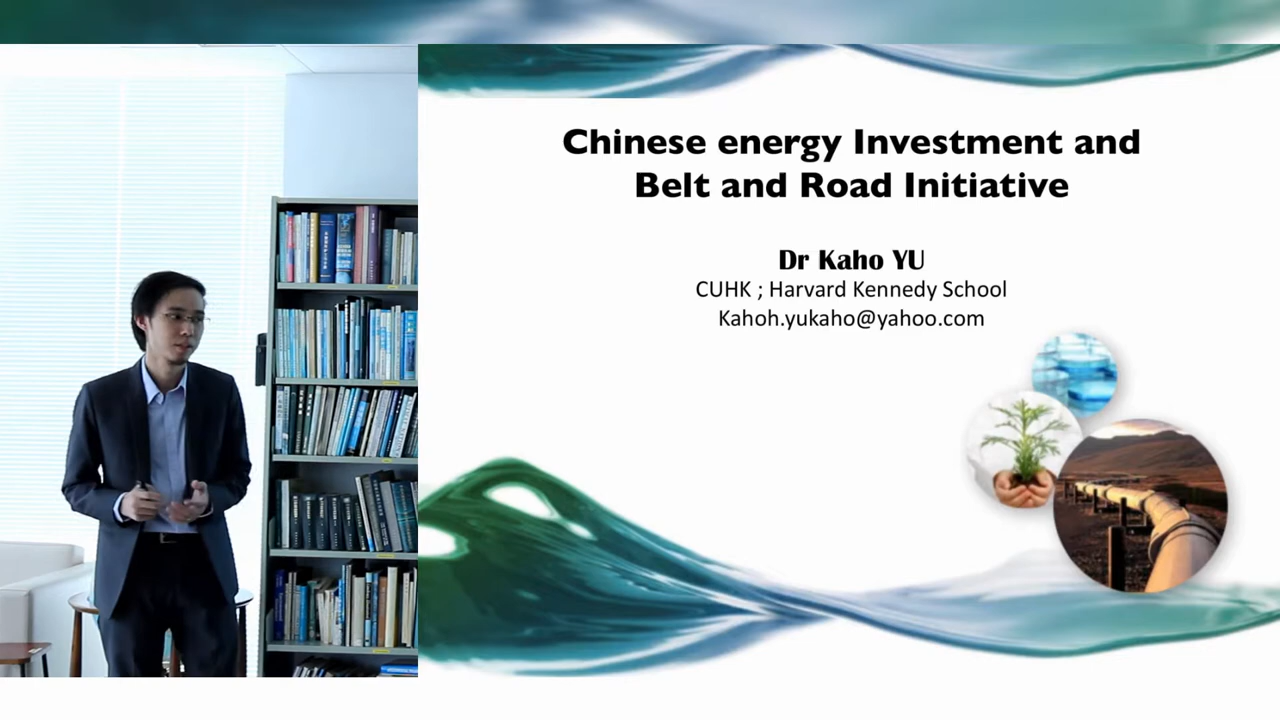 Chinese energy Investment and
Belt and Road Initiative
Dr Kaho YU
CUHK ; Harvard Kennedy School
Kahoh.yukaho@yahoo.com